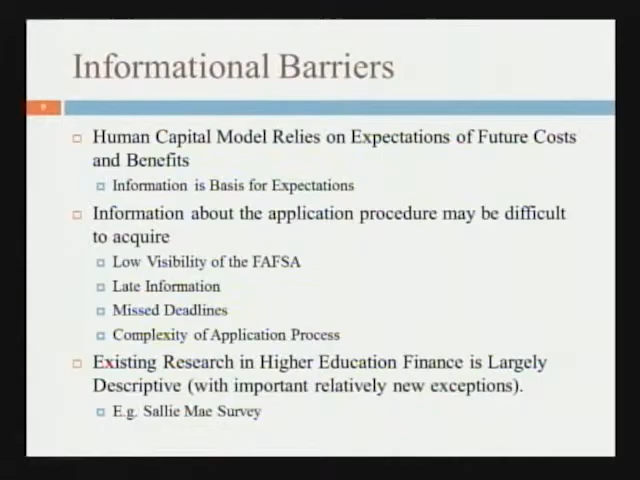 Informational Barriers
Human Capital Model Relies on Expectations of Future Costs
and Benefits
Information is Basis for Expectations
Information about the application procedure may be difficult
to acquire
Low Visibility of the FAFSA
Late Information
Missed Deadlines
Complexity of Application Process
Existing Research in Higher Education Finance is Largely
Descriptive (with important relatively new exceptions).
E.g. Sallie Mae Survey